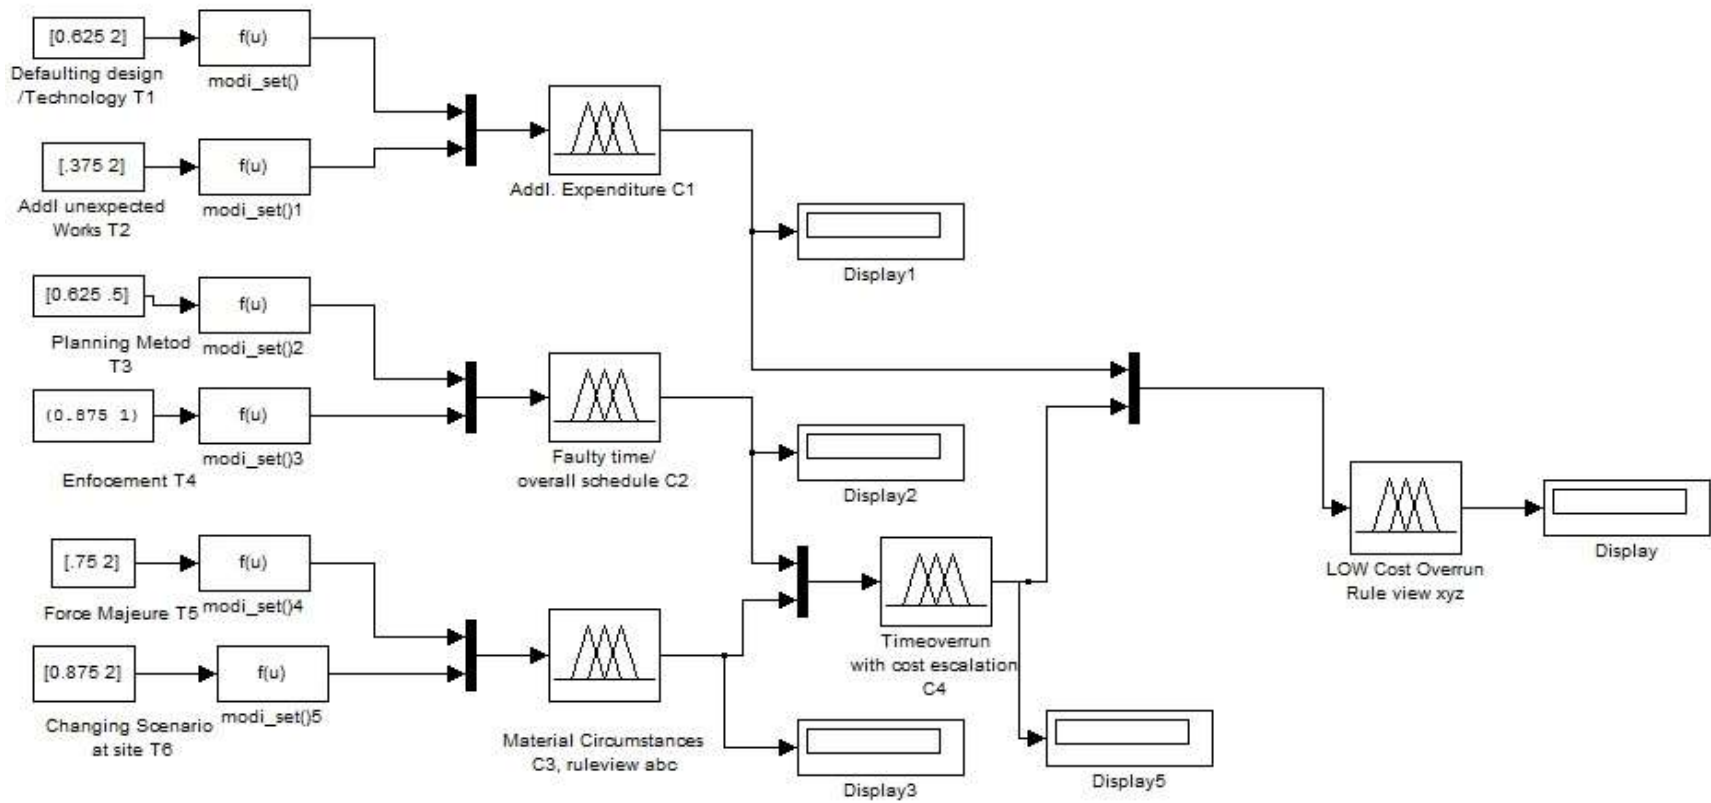 [0.625 2]
f(u)
Defaulting design
/Technology T1
modi_set()
[.375 2]
f(u)
Addl unexpected
Works T2
modi_set()1
Addl. Expenditure C1
Display1
[0.625 .5]
f(u)
Planning Metod
T3
modi_set()2
(0.875 1)
f(u)
Enfocement T4
modi_set()3
Faulty time/
overall schedule C2
Display2
[.75 2]
f(u)
Force Majeure T5
modi_set()4
[0.875 2]
f(u)
Changing Scenario
at site T6
modi_set()5
Material Circumstances
C3, ruleview abc
Display3
Timeoverrun
with cost escalation
C4
Display5
LOW Cost Overrun
Rule view xyz
Display